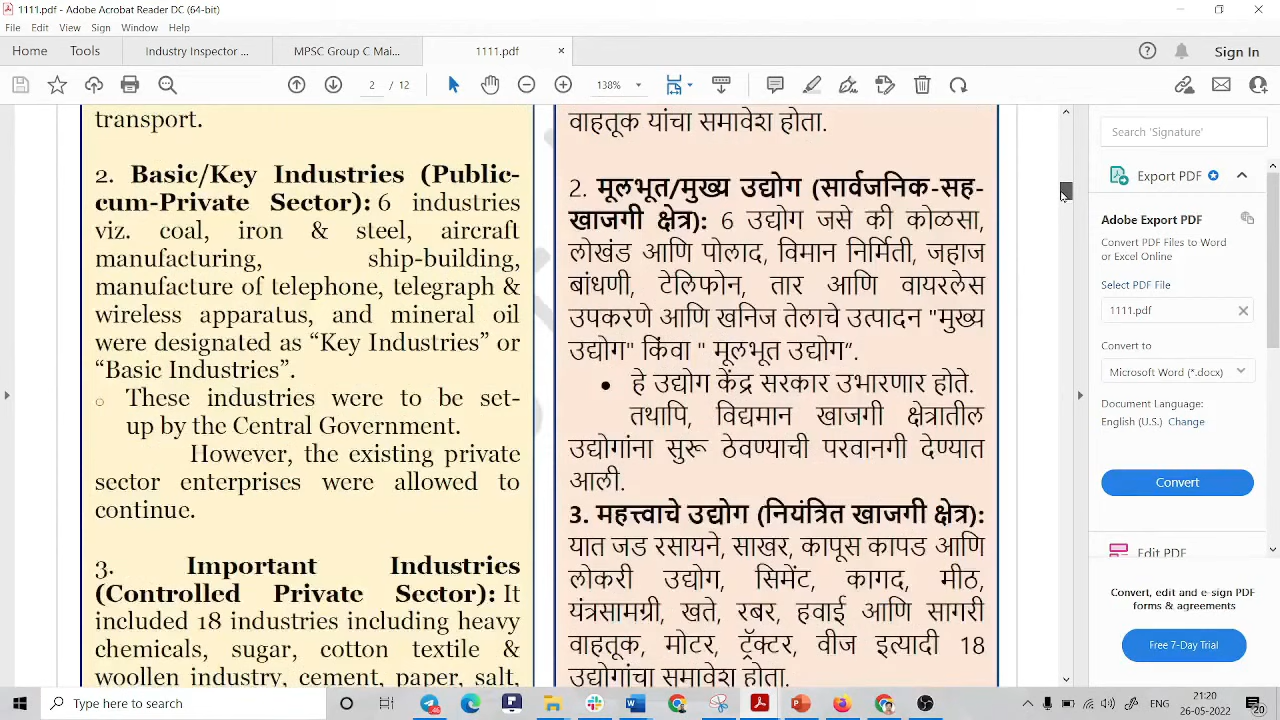 1111.pdf - Adobe Acrobat Reader DC (64-bit)
File Edit View Sign Window Help
Home Tools Industry Inspector ... MPSC Group C Mai... 1111.pdf × Sign In
2 / 12 138%
transport.
2. Basic/Key Industries (Public-
cum-Private Sector): 6 industries
viz. coal, iron & steel, aircraft
manufacturing, ship-building,
manufacture of telephone, telegraph &
wireless apparatus, and mineral oil
were designated as “Key Industries” or
“Basic Industries”.
○ These industries were to be set-
up by the Central Government.
However, the existing private
sector enterprises were allowed to
continue.
3. Important Industries
(Controlled Private Sector): It
included 18 industries including heavy
chemicals, sugar, cotton textile &
woollen industry, cement, paper, salt,
वाहतूक यांचा समावेश होता.
2. मूलभूत/मुख्य उद्योग (सार्वजनिक-सह-
खाजगी क्षेत्र): 6 उद्योग जसे की कोळसा,
लोखंड आणि पोलाद, विमान निर्मिती, जहाज
बांधणी, टेलिफोन, तार आणि वायरलेस
उपकरणे आणि खनिज तेलाचे उत्पादन "मुख्य
उद्योग" किंवा " मूलभूत उद्योग“.
• हे उद्योग केंद्र सरकार उभारणार होते.
तथापि, विद्यमान खाजगी क्षेत्रातील
उद्योगांना सुरू ठेवण्याची परवानगी देण्यात
आली.
3. महत्त्वाचे उद्योग (नियंत्रित खाजगी क्षेत्र):
यात जड रसायने, साखर, कापूस कापड आणि
लोकरी उद्योग, सिमेंट, कागद, मीठ,
यंत्रसामग्री, खते, रबर, हवाई आणि सागरी
वाहतूक, मोटर, ट्रॅक्टर, वीज इत्यादी 18
उद्योगांचा समावेश होता.
Search 'Signature'
Export PDF
Adobe Export PDF
Convert PDF Files to Word
or Excel Online
Select PDF File
1111.pdf
Convert to
Microsoft Word (*.docx)
Document Language:
English (U.S.) Change
Convert
Edit PDF
Convert, edit and e-sign PDF
forms & agreements
Free 7-Day Trial
Type here to search
ENG
21:20
26-05-2022
20